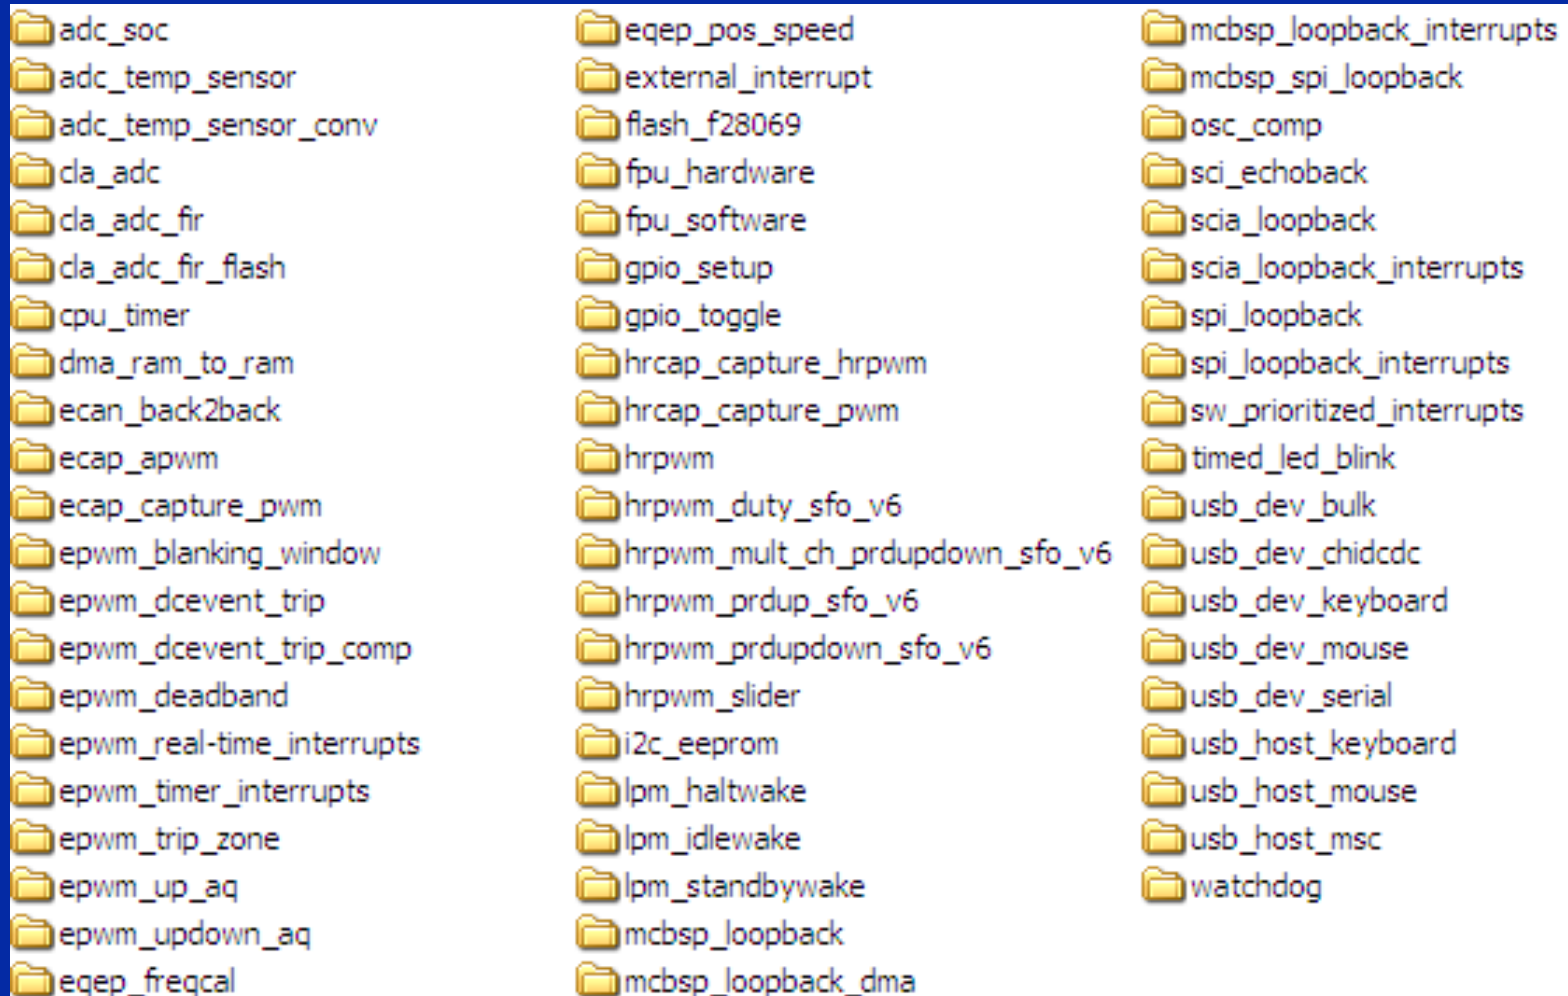 adc_soc
adc_temp_sensor
adc_temp_sensor_conv
cla_adc
cla_adc_fir
cla_adc_fir_flash
cpu_timer
dma_ram_to_ram
ecan_back2back
ecap_apwm
ecap_capture_pwm
epwm_blanking_window
epwm_dcevent_trip
epwm_dcevent_trip_comp
epwm_deadband
epwm_real-time_interrupts
epwm_timer_interrupts
epwm_trip_zone
epwm_up_aq
epwm_updown_aq
eqep_freqcal
eqep_pos_speed
external_interrupt
flash_f28069
fpu_hardware
fpu_software
gpio_setup
gpio_toggle
hrcap_capture_hrpwm
hrcap_capture_pwm
hrpwm
hrpwm_duty_sfo_v6
hrpwm_mult_ch_prdupdown_sfo_v6
hrpwm_prdup_sfo_v6
hrpwm_prdupdown_sfo_v6
hrpwm_slider
i2c_eeprom
lpm_haltwake
lpm_idlewake
lpm_standbywake
mcbsp_loopback
mcbsp_loopback_dma
mcbsp_loopback_interrupts
mcbsp_spi_loopback
osc_comp
sci_echoback
scia_loopback
scia_loopback_interrupts
spi_loopback
spi_loopback_interrupts
sw_prioritized_interrupts
timed_led_blink
usb_dev_bulk
usb_dev_chidcdc
usb_dev_keyboard
usb_dev_mouse
usb_dev_serial
usb_host_keyboard
usb_host_mouse
usb_host_msc
watchdog